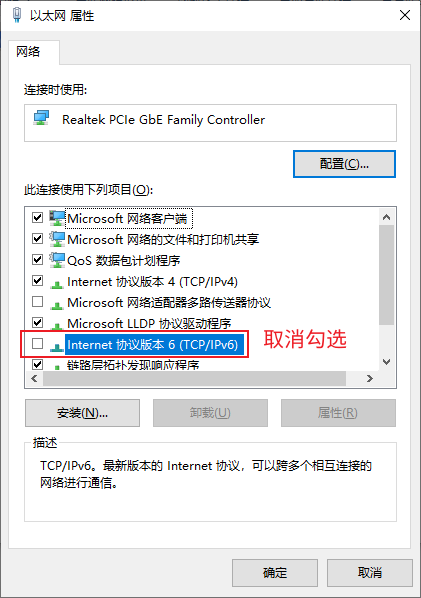 以太网 属性
网络
连接时使用:
Realtek PCIe GbE Family Controller
配置(C)...
此连接使用下列项目(O):
Microsoft 网络客户端
Microsoft 网络的文件和打印机共享
QoS 数据包计划程序
Internet 协议版本 4 (TCP/IPv4)
Microsoft 网络适配器多路传送器协议
Microsoft LLDP 协议驱动程序
Internet 协议版本 6 (TCP/IPv6)
取消勾选
链路层拓扑发现响应程序
安装(N)...
卸载(U)
属性(R)
描述
TCP/IPv6。最新版本的 Internet 协议，可以跨多个相互连接的
网络进行通信。
确定
取消